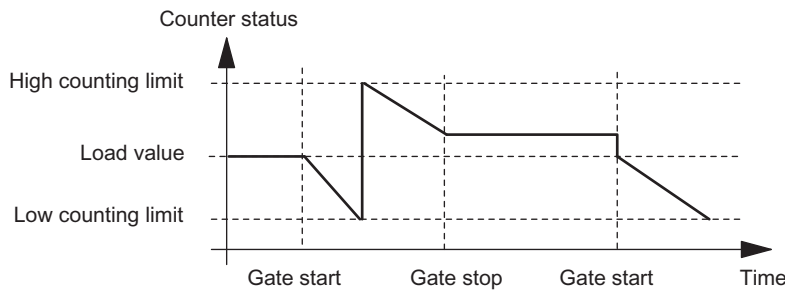 Counter status
High counting limit
Load value
Low counting limit
Gate start
Gate stop
Gate start
Time